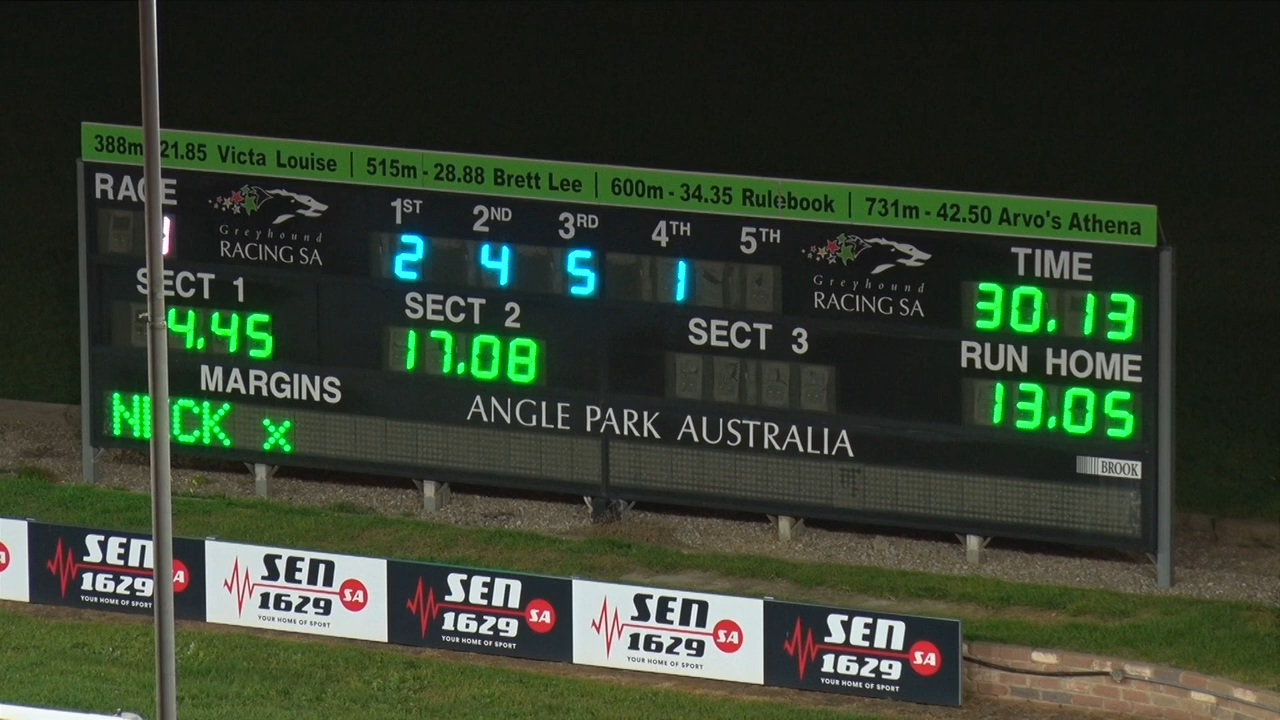 388m 21.85 Victa Louise | 515m - 28.88 Brett Lee | 600m - 34.35 Rulebook | 731m - 42.50 Arvo's Athena
RACE
Greyhound
RACING SA
1ST 2ND 3RD 4TH 5TH
2 4 5 1
Greyhound
RACING SA
TIME
30.13
SECT 1
4.45
SECT 2
17.08
SECT 3
RUN HOME
13.05
MARGINS
NECK x
ANGLE PARK AUSTRALIA
BROOK
SEN
1629
SA
YOUR HOME OF SPORT
SEN
1629
SA
YOUR HOME OF SPORT
SEN
1629
SA
YOUR HOME OF SPORT
SEN
1629
SA
YOUR HOME OF SPORT
SEN
1629
SA
YOUR HOME OF SPORT